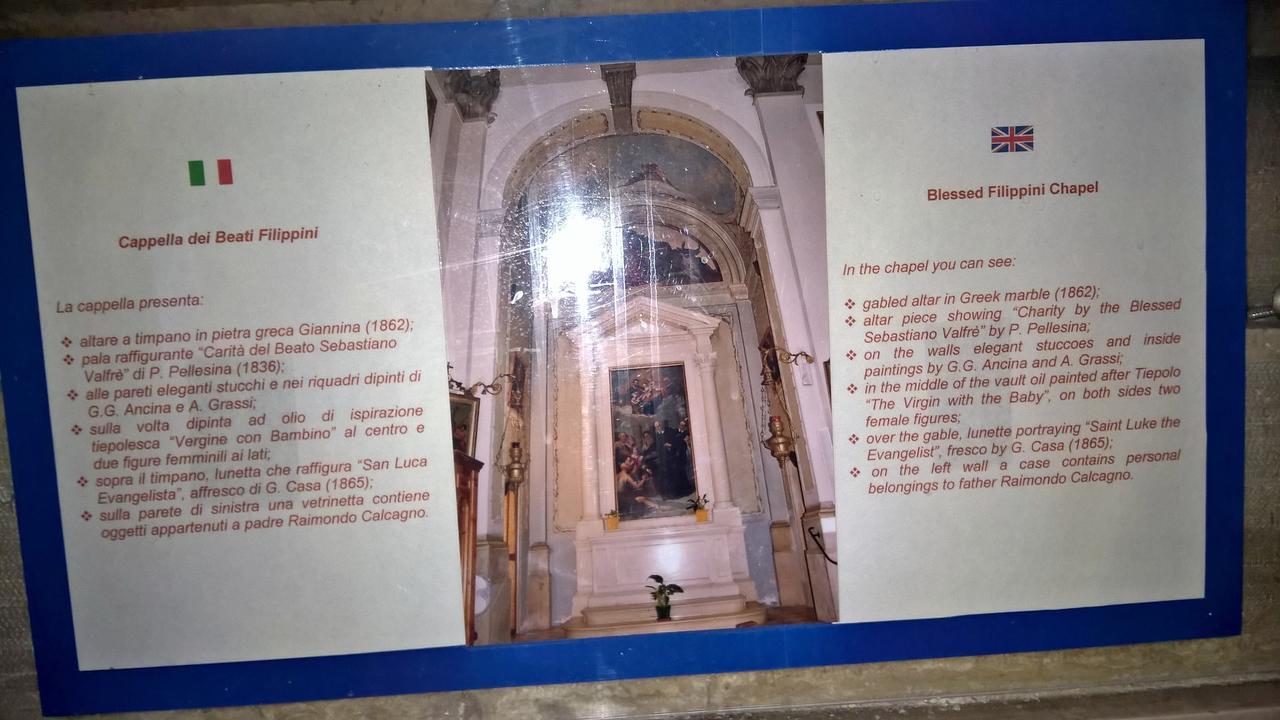 Cappella dei Beati Filippini
La cappella presenta:
❖ altare a timpano in pietra greca Giannina (1862);
❖ pala raffigurante “Carità del Beato Sebastiano
Valfrè” di P. Pellesina (1836);
❖ alle pareti eleganti stucchi e nei riquadri dipinti di
G.G. Ancina e A. Grassi;
❖ sulla volta dipinta ad olio di ispirazione
tiepolesca “Vergine con Bambino” al centro e
due figure femminili ai lati;
❖ sopra il timpano, lunetta che raffigura “San Luca
Evangelista”, affresco di G. Casa (1865);
❖ sulla parete di sinistra una vetrinetta contiene
oggetti appartenuti a padre Raimondo Calcagno.
Blessed Filippini Chapel
In the chapel you can see:
❖ gabled altar in Greek marble (1862);
❖ altar piece showing “Charity by the Blessed
Sebastiano Valfrè” by P. Pellesina;
❖ on the walls elegant stuccoes and inside
paintings by G.G. Ancina and A. Grassi;
❖ in the middle of the vault oil painted after Tiepolo
“The Virgin with the Baby”, on both sides two
female figures;
❖ over the gable, lunette portraying “Saint Luke the
Evangelist”, fresco by G. Casa (1865);
❖ on the left wall a case contains personal
belongings to father Raimondo Calcagno.